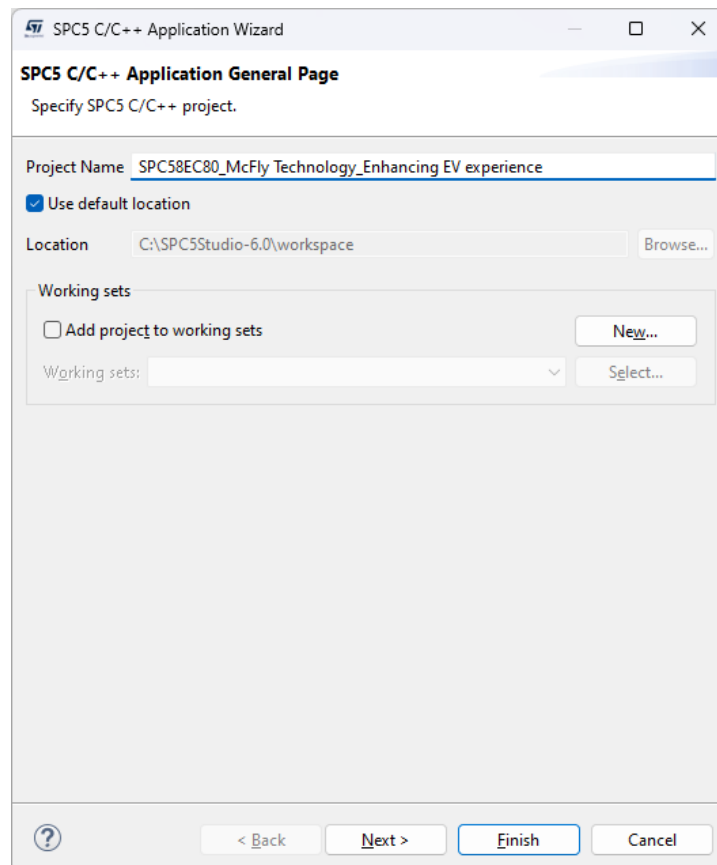 SPC5 C/C++ Application Wizard
SPC5 C/C++ Application General Page
Specify SPC5 C/C++ project.
Project Name SPC58EC80_McFly Technology_Enhancing EV experience
Use default location
Location C:\SPC5Studio-6.0\workspace Browse...
Working sets
Add project to working sets New...
Working sets: Select...
< Back Next > Finish Cancel